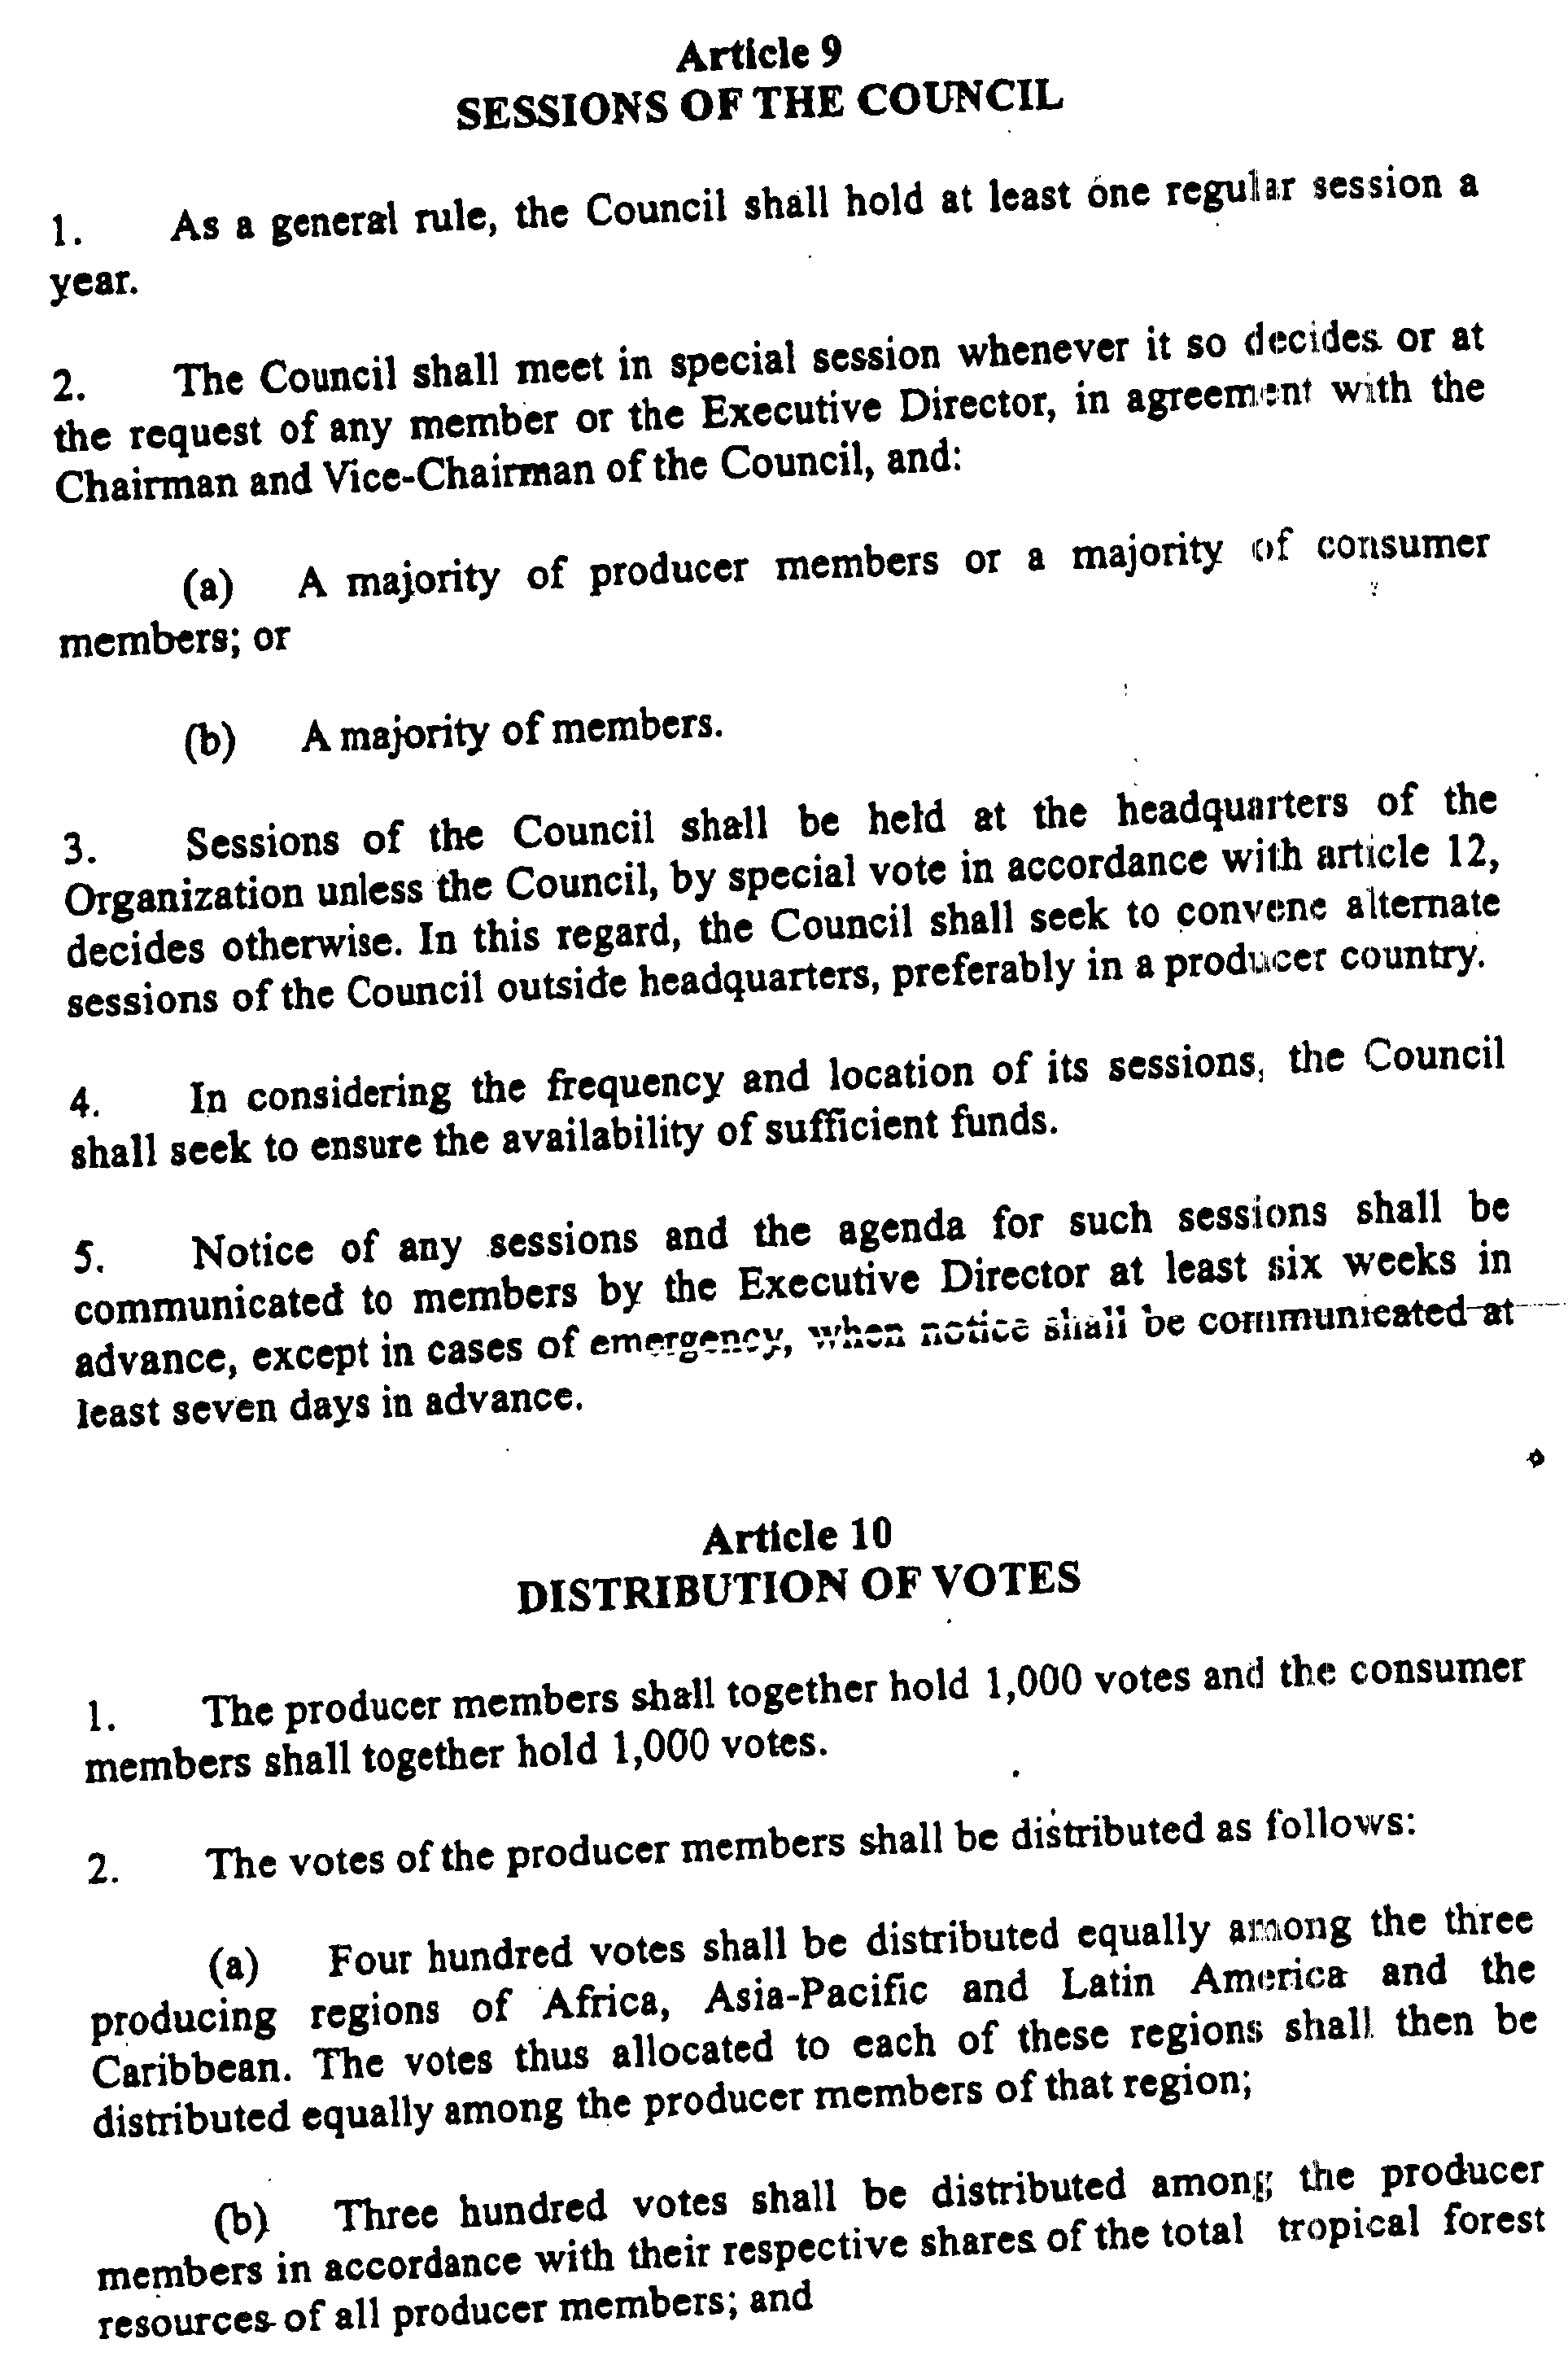 Article 9
SESSIONS OF THE COUNCIL
1. As a general rule, the Council shall hold at least one regular session a
year.
2. The Council shall meet in special session whenever it so decides or at
the request of any member or the Executive Director, in agreement with the
Chairman and Vice-Chairman of the Council, and:
(a) A majority of producer members or a majority of consumer
members; or
(b) A majority of members.
3. Sessions of the Council shall be held at the headquarters of the
Organization unless the Council, by special vote in accordance with article 12,
decides otherwise. In this regard, the Council shall seek to convene alternate
sessions of the Council outside headquarters, preferably in a producer country.
4. In considering the frequency and location of its sessions, the Council
shall seek to ensure the availability of sufficient funds.
5. Notice of any sessions and the agenda for such sessions shall be
communicated to members by the Executive Director at least six weeks in
advance, except in cases of emergency, when notice shall be communicated at
least seven days in advance.
Article 10
DISTRIBUTION OF VOTES
1. The producer members shall together hold 1,000 votes and the consumer
members shall together hold 1,000 votes.
2. The votes of the producer members shall be distributed as follows:
(a) Four hundred votes shall be distributed equally among the three
producing regions of Africa, Asia-Pacific and Latin America and the
Caribbean. The votes thus allocated to each of these regions shall then be
distributed equally among the producer members of that region;
(b) Three hundred votes shall be distributed among the producer
members in accordance with their respective shares of the total tropical forest
resources of all producer members; and